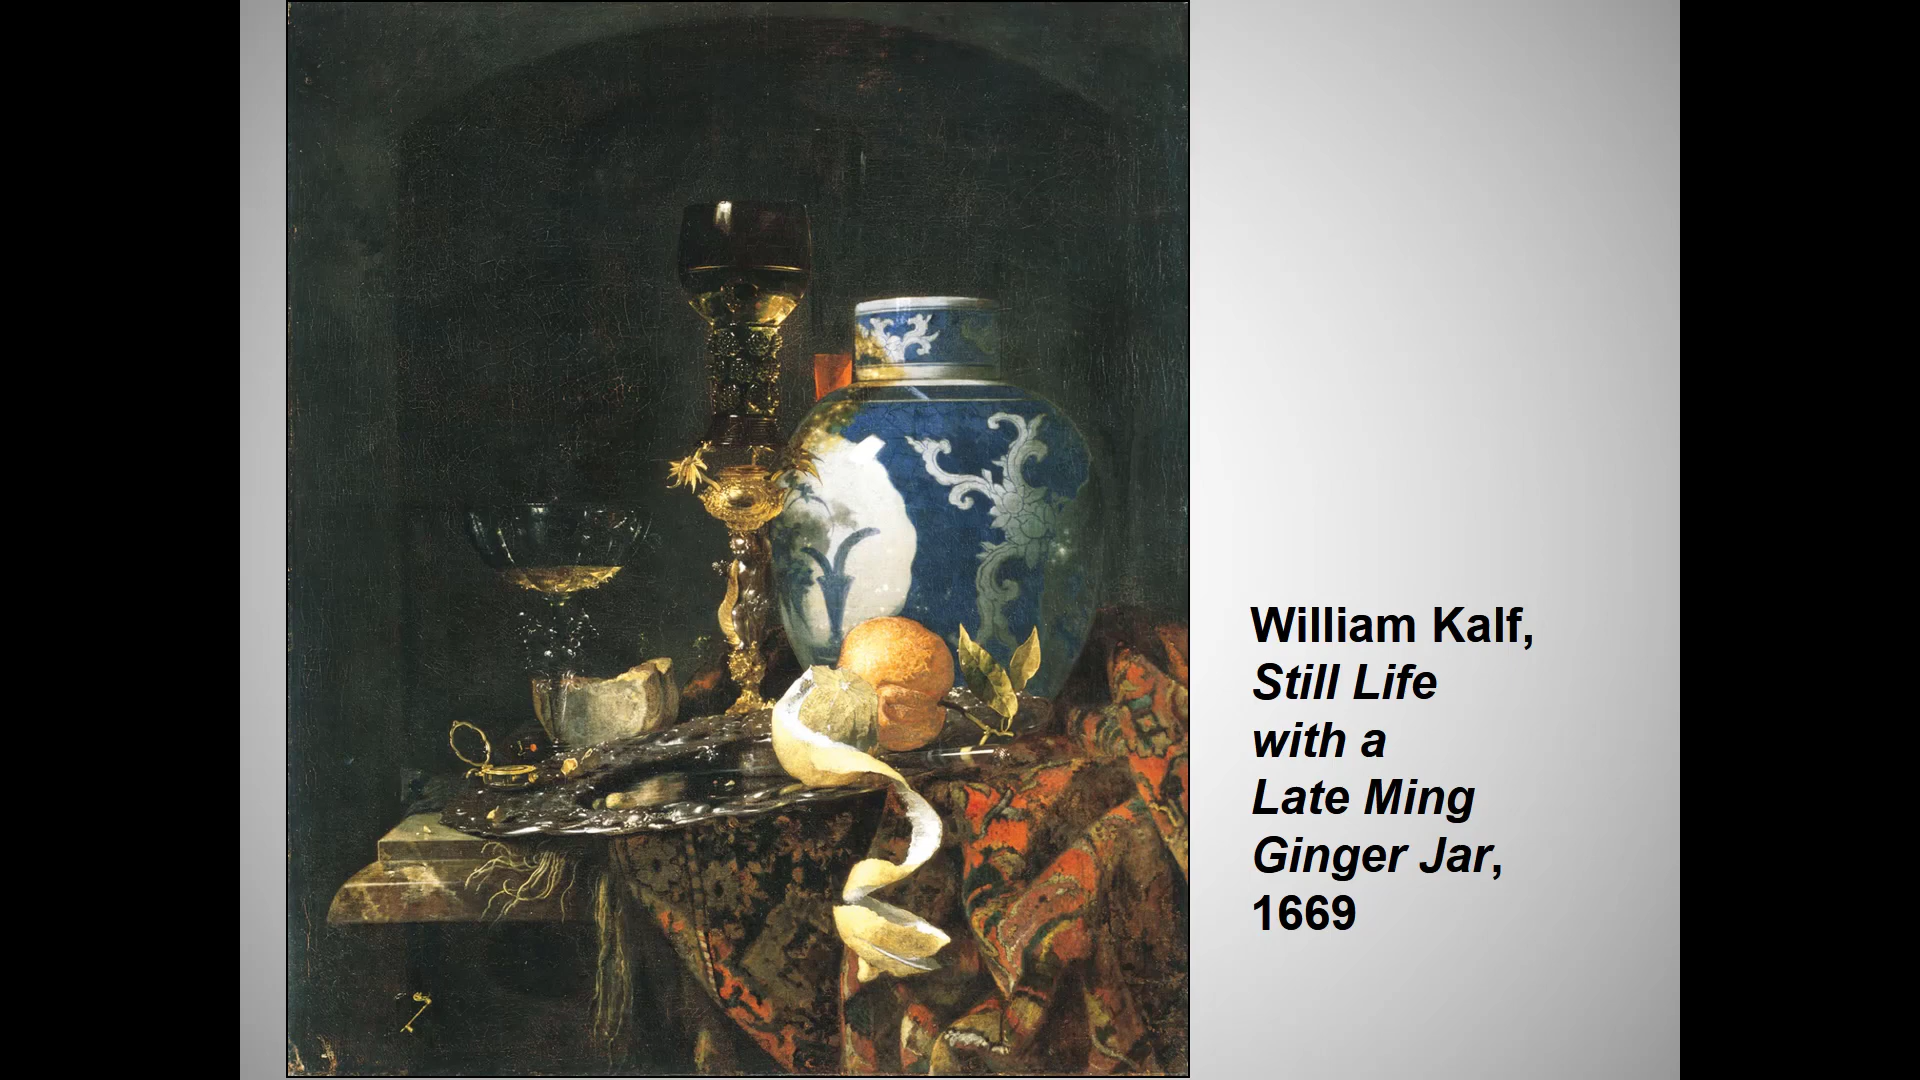 William Kalf,
Still Life
with a
Late Ming
Ginger Jar,
1669